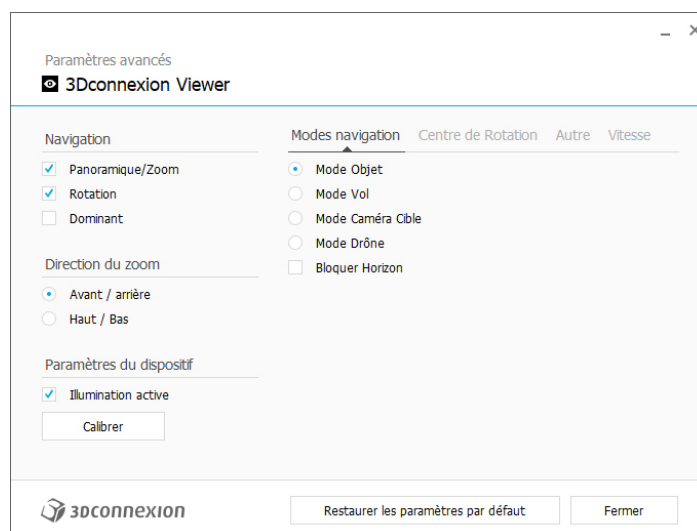 Paramètres avancés
3Dconnexion Viewer
Navigation
Panoramique/Zoom
Rotation
Dominant
Direction du zoom
Avant / arrière
Haut / Bas
Paramètres du dispositif
Illumination active
Calibrer
Modes navigation
Centre de Rotation
Autre
Vitesse
Mode Objet
Mode Vol
Mode Caméra Cible
Mode Drône
Bloquer Horizon
3Dconnexion
Restaurer les paramètres par défaut
Fermer